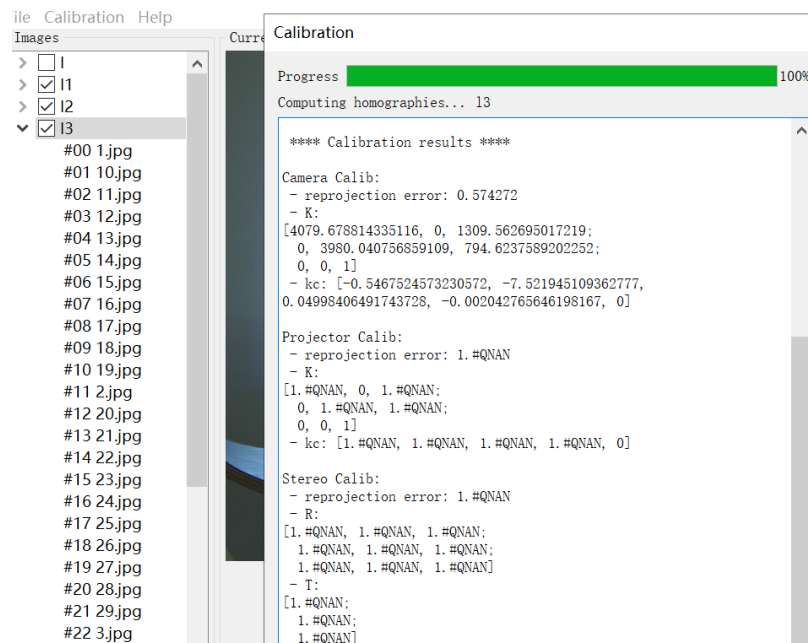 ile Calibration Help
Images
Curre
l
l1
l2
l3
#00 1.jpg
#01 10.jpg
#02 11.jpg
#03 12.jpg
#04 13.jpg
#05 14.jpg
#06 15.jpg
#07 16.jpg
#08 17.jpg
#09 18.jpg
#10 19.jpg
#11 2.jpg
#12 20.jpg
#13 21.jpg
#14 22.jpg
#15 23.jpg
#16 24.jpg
#17 25.jpg
#18 26.jpg
#19 27.jpg
#20 28.jpg
#21 29.jpg
#22 3.jpg
Calibration
Progress 100%
Computing homographies... l3
**** Calibration results ****
Camera Calib:
- reprojection error: 0.574272
- K:
[4079.678814335116, 0, 1309.562695017219;
0, 3980.040756859109, 794.6237589202252;
0, 0, 1]
- kc: [-0.5467524573230572, -7.521945109362777,
0.04998406491743728, -0.002042765646198167, 0]
Projector Calib:
- reprojection error: 1.#QNAN
- K:
[1.#QNAN, 0, 1.#QNAN;
0, 1.#QNAN, 1.#QNAN;
0, 0, 1]
- kc: [1.#QNAN, 1.#QNAN, 1.#QNAN, 1.#QNAN, 0]
Stereo Calib:
- reprojection error: 1.#QNAN
- R:
[1.#QNAN, 1.#QNAN, 1.#QNAN;
1.#QNAN, 1.#QNAN, 1.#QNAN;
1.#QNAN, 1.#QNAN, 1.#QNAN]
- T:
[1.#QNAN;
1.#QNAN;
1.#QNAN]